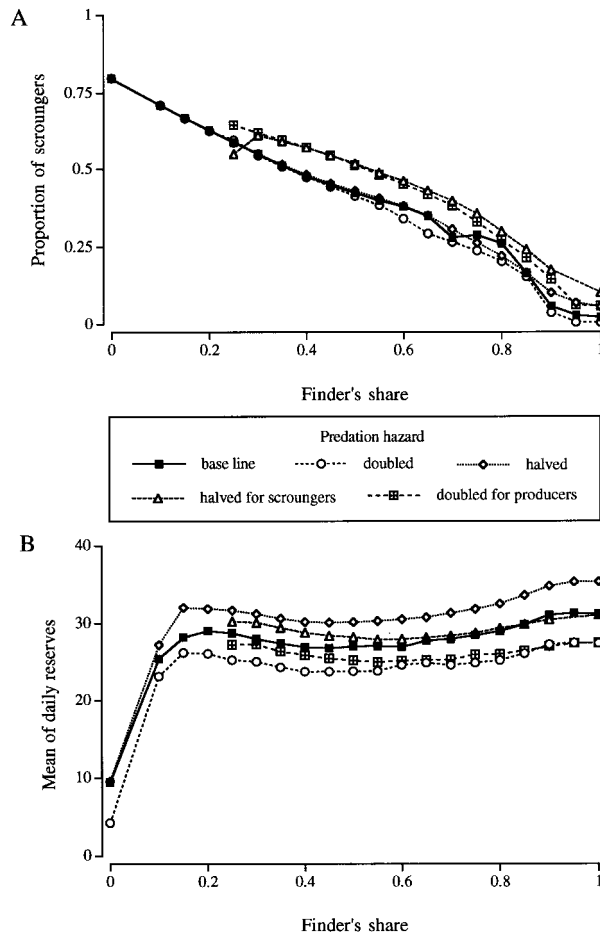 A
1
0.75
0.5
0.25
0
Proportion of scroungers
0 0.2 0.4 0.6 0.8 1
Finder's share
Predation hazard
base line doubled halved
halved for scroungers doubled for producers
B
40
30
20
10
0
Mean of daily reserves
0 0.2 0.4 0.6 0.8 1
Finder's share